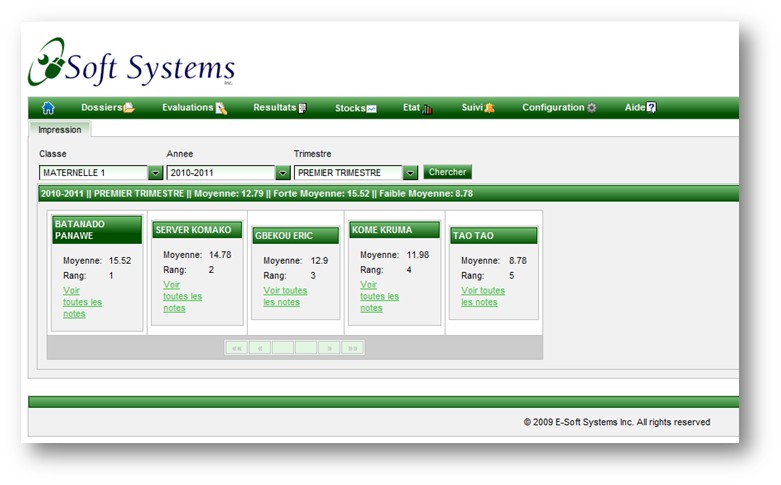 Soft Systems
Inc.
Dossiers Evaluations Resultats Stocks Etat Suivi Configuration Aide
Impression
Classe Annee Trimestre
MATERNELLE 1 2010-2011 PREMIER TRIMESTRE Chercher
2010-2011 || PREMIER TRIMESTRE || Moyenne: 12.79 || Forte Moyenne: 15.52 || Faible Moyenne: 8.78
BATANADO
PANAWE
Moyenne: 15.52
Rang: 1
Voir
toutes les
notes
SERVER KOMAKO
Moyenne: 14.78
Rang: 2
Voir
toutes les
notes
GBEKOU ERIC
Moyenne: 12.9
Rang: 3
Voir toutes
les notes
KOME KRUMA
Moyenne: 11.98
Rang: 4
Voir
toutes les
notes
TAO TAO
Moyenne: 8.78
Rang: 5
Voir toutes
les notes
«« « » »»
© 2009 E-Soft Systems Inc. All rights reserved